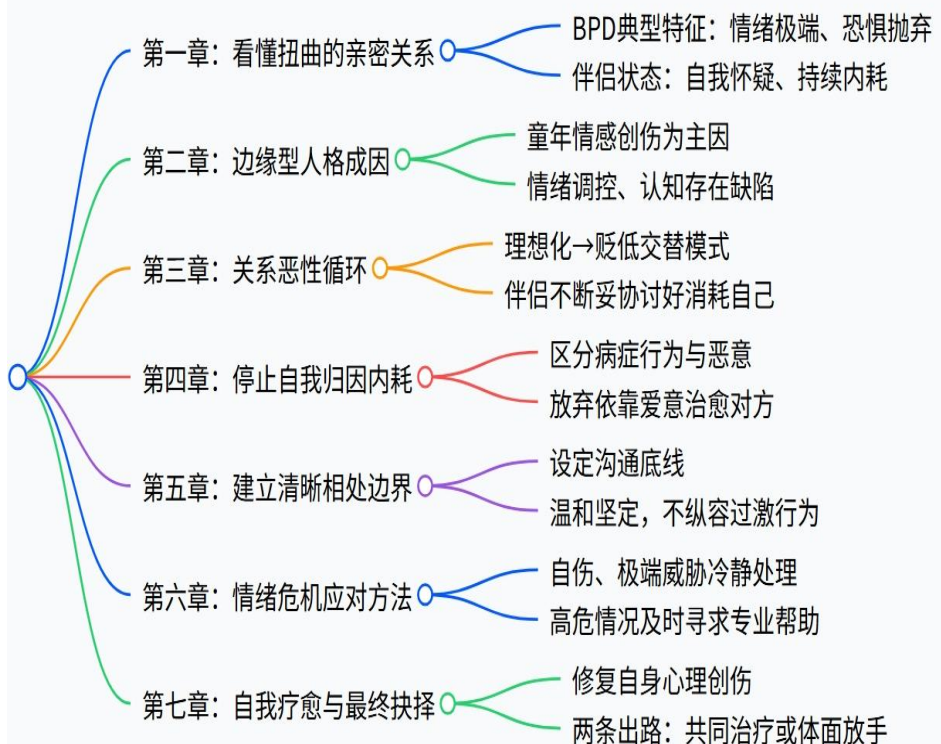 第一章：看懂扭曲的亲密关系
BPD典型特征：情绪极端、恐惧抛弃
伴侣状态：自我怀疑、持续内耗
第二章：边缘型人格成因
童年情感创伤为主因
情绪调控、认知存在缺陷
第三章：关系恶性循环
理想化→贬低交替模式
伴侣不断妥协讨好消耗自己
第四章：停止自我归因内耗
区分病症行为与恶意
放弃依靠爱意治愈对方
第五章：建立清晰相处边界
设定沟通底线
温和坚定，不纵容过激行为
第六章：情绪危机应对方法
自伤、极端威胁冷静处理
高危情况及时寻求专业帮助
第七章：自我疗愈与最终抉择
修复自身心理创伤
两条出路：共同治疗或体面放手